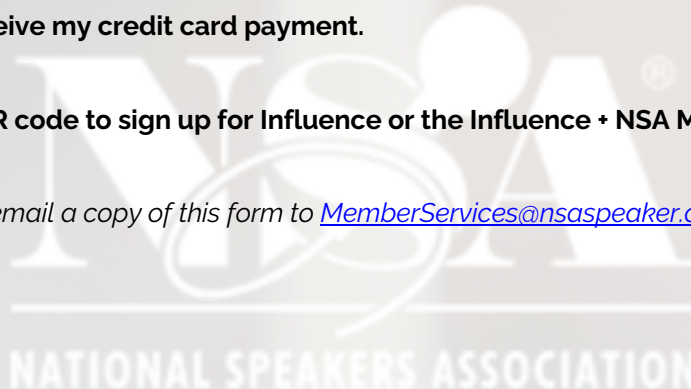 eive my credit card payment.
R code to sign up for Influence or the Influence + NSA M
email a copy of this form to MemberServices@nsaspeaker.o
NSA®
NATIONAL SPEAKERS ASSOCIATION